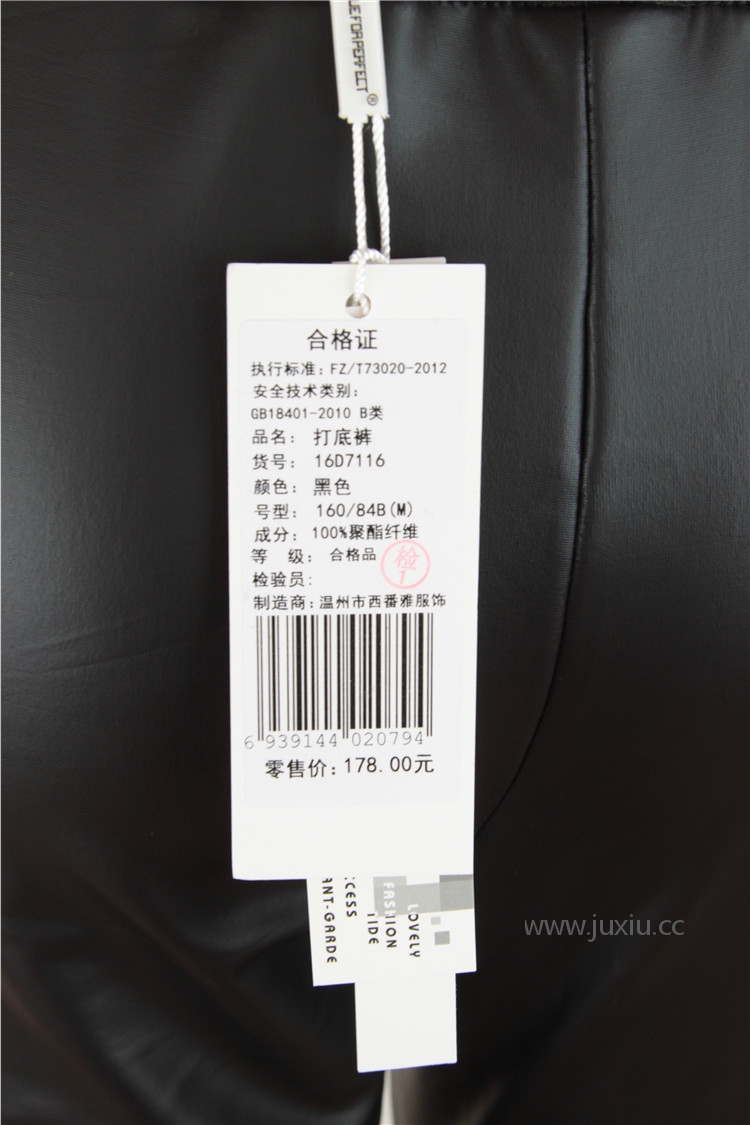 UEFORPERFECT®
合格证
执行标准: FZ/T73020-2012
安全技术类别:
GB18401-2010 B类
品名: 打底裤
货号: 16D7116
颜色: 黑色
号型: 160/84B(M)
成分: 100%聚酯纤维
等 级: 合格品
检验员:
检1
制造商:温州市西番雅服饰
6 939144 020794
零售价:178.00元
LOVELY
FASHION
IDE
CCESS
ANT-GARDE
www.juxiu.cc